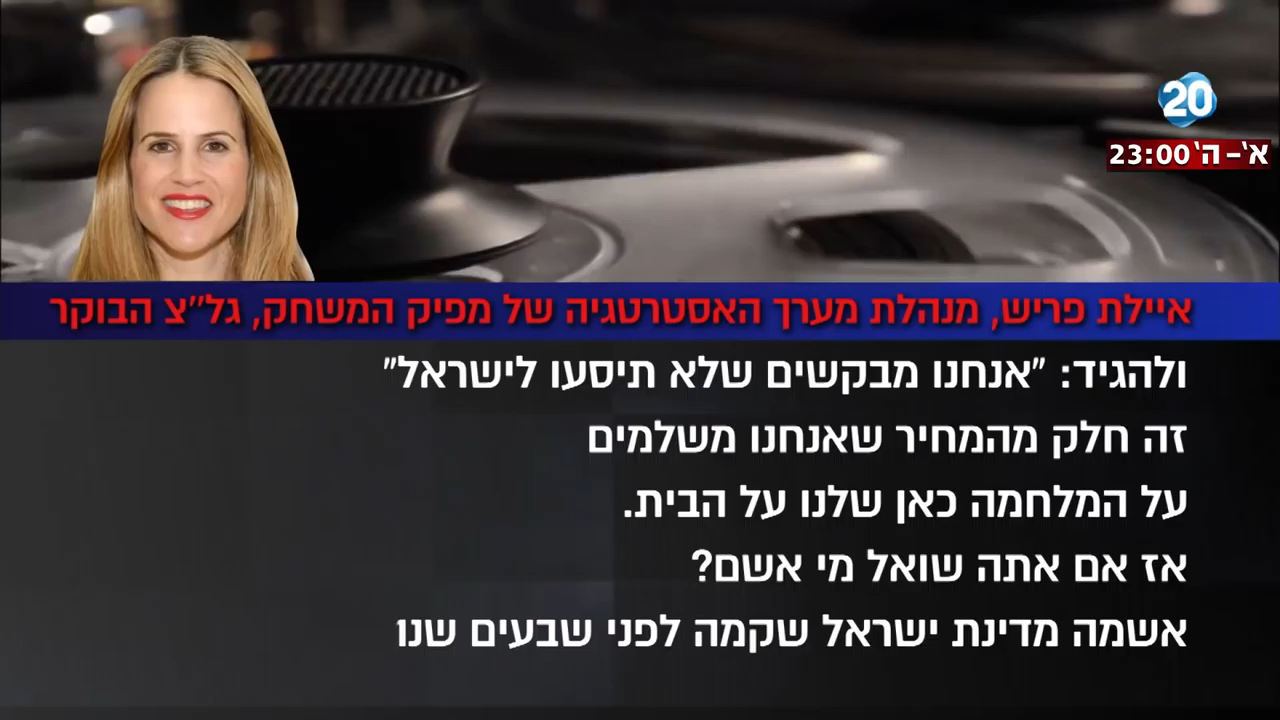 20
א'-ה' 23:00
איילת פריש, מנהלת מערך האסטרטגיה של מפיק המשחק, גל"צ הבוקר
ולהגיד: "אנחנו מבקשים שלא תיסעו לישראל"
זה חלק מהמחיר שאנחנו משלמים
על המלחמה כאן שלנו על הבית.
אז אם אתה שואל מי אשם?
אשמה מדינת ישראל שקמה לפני שבעים שנו